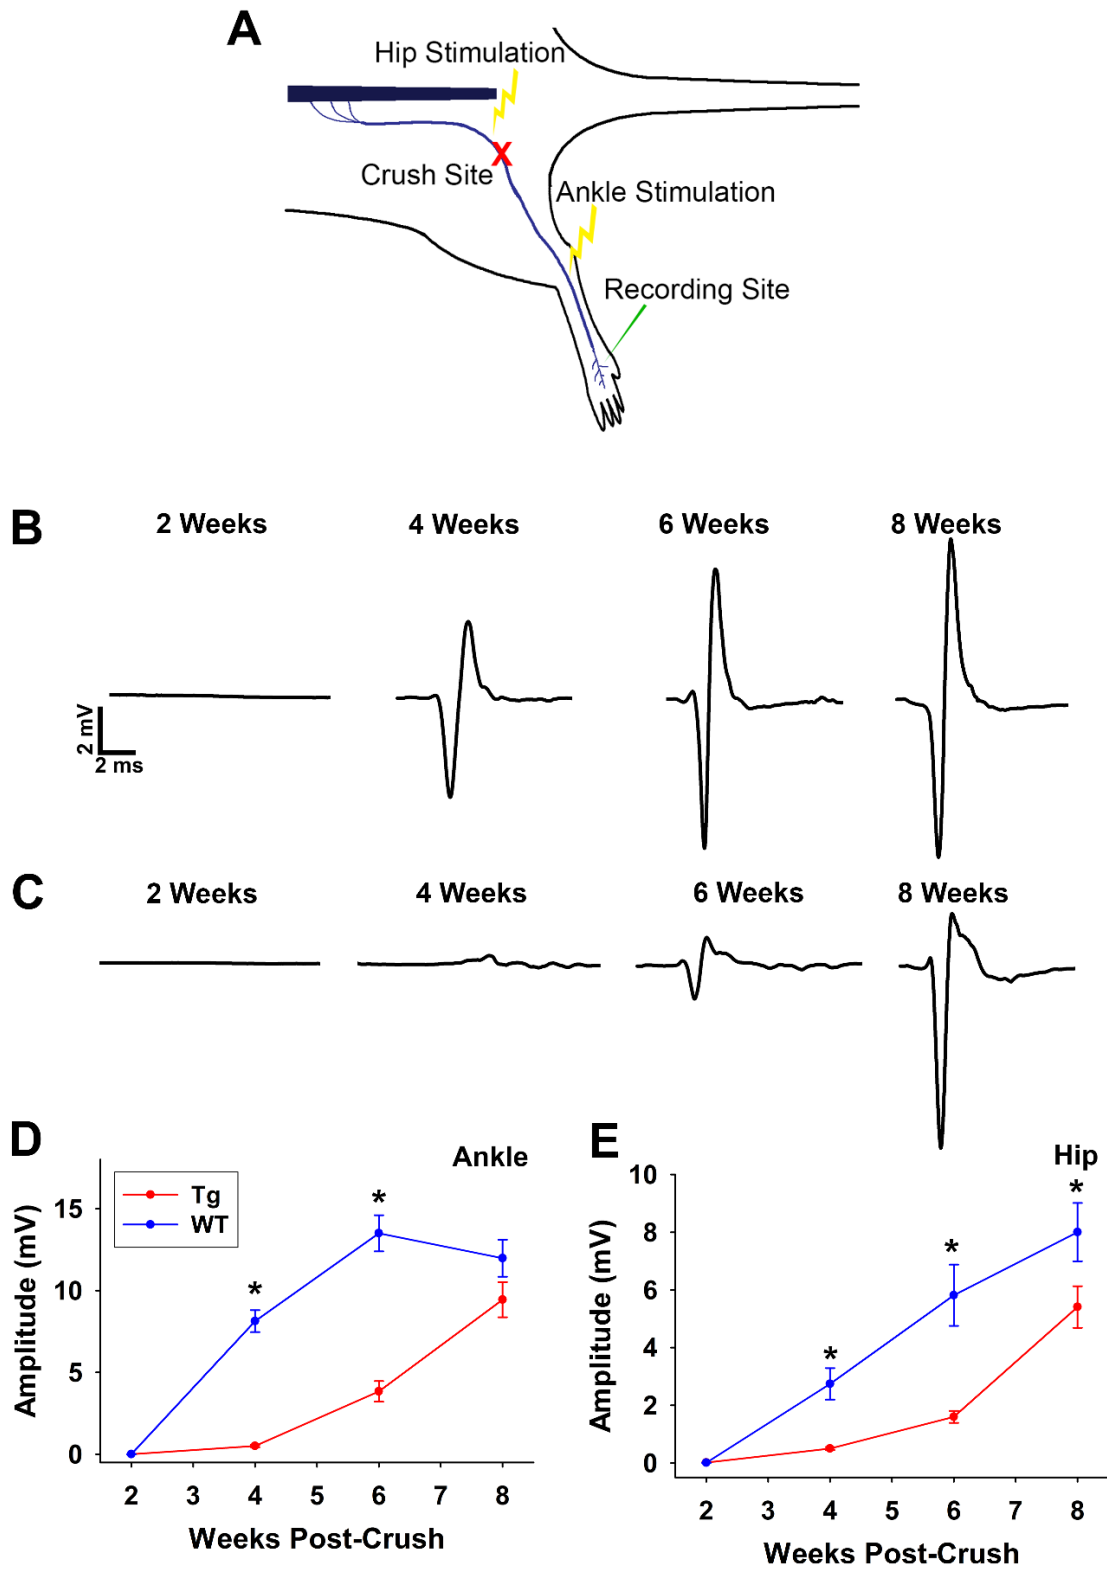 A
Hip Stimulation
X
Crush Site
Ankle Stimulation
Recording Site
B
2 Weeks 4 Weeks 6 Weeks 8 Weeks
2 mV
2 ms
C
2 Weeks 4 Weeks 6 Weeks 8 Weeks
D
Ankle
Tg
WT
* *
15
10
5
0
Amplitude (mV)
2 3 4 5 6 7 8
Weeks Post-Crush
E
Hip
* * *
10
8
6
4
2
0
Amplitude (mV)
2 3 4 5 6 7 8
Weeks Post-Crush